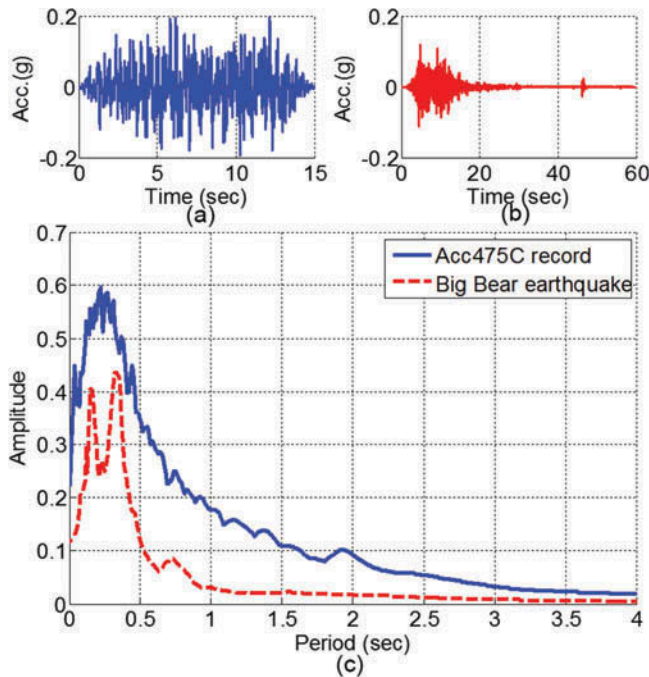 0.2
0
-0.2
Acc.(g)
0 5 10 15
Time (sec)
(a)
0.2
0
-0.2
Acc.(g)
0 20 40 60
Time (sec)
(b)
0.7
0.6
0.5
0.4
0.3
0.2
0.1
0
Amplitude
Acc475C record
Big Bear earthquake
0 0.5 1 1.5 2 2.5 3 3.5 4
Period (sec)
(c)